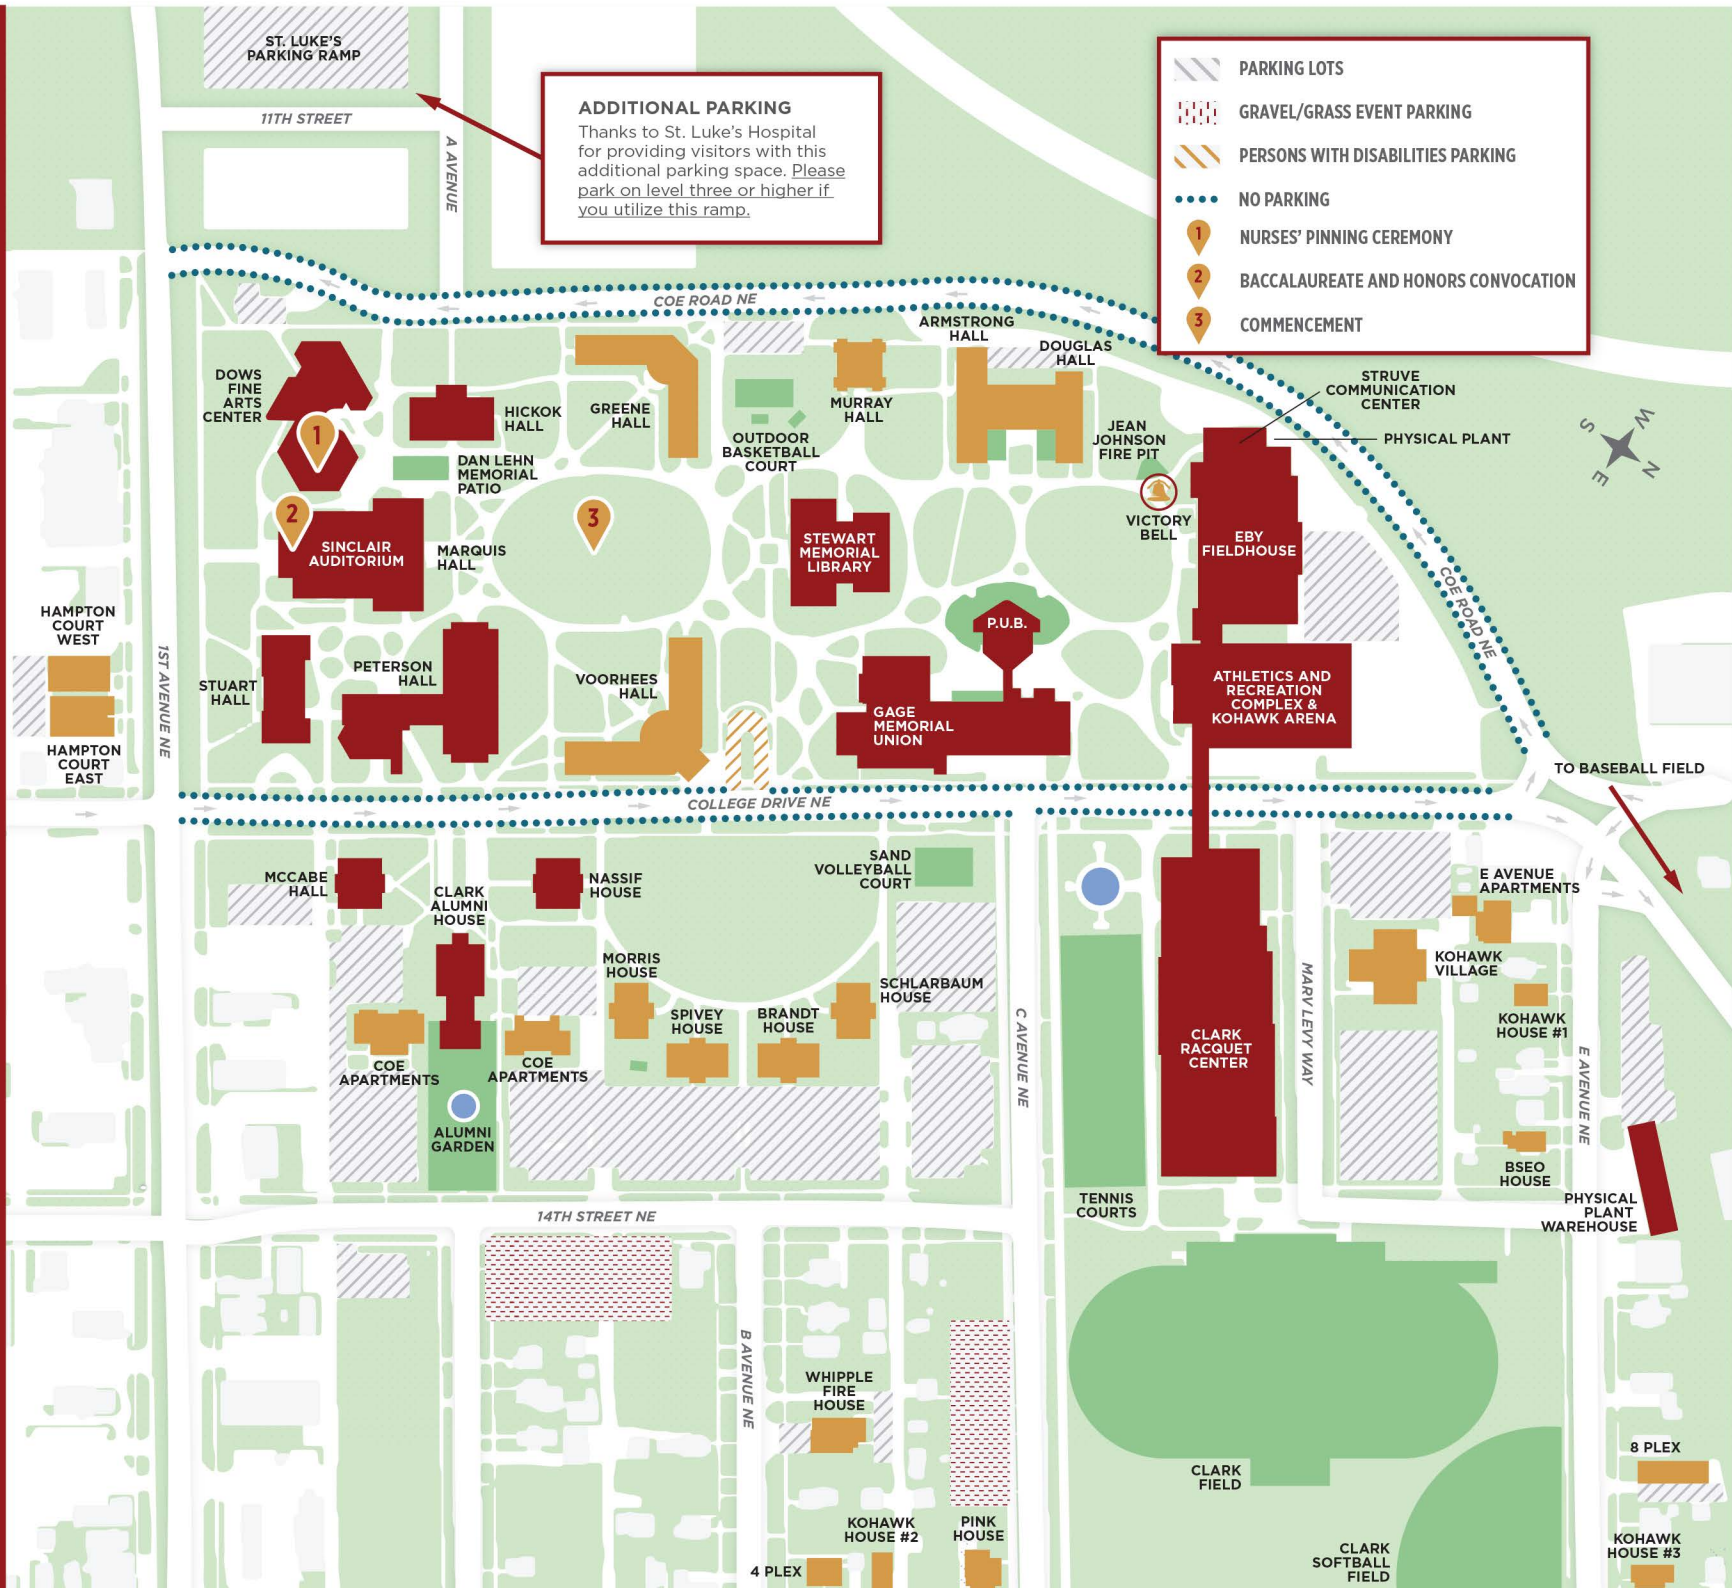 ST. LUKE'S
PARKING RAMP
11TH STREET
A AVENUE
ADDITIONAL PARKING
Thanks to St. Luke's Hospital
for providing visitors with this
additional parking space. Please
park on level three or higher if
you utilize this ramp.
PARKING LOTS
GRAVEL/GRASS EVENT PARKING
PERSONS WITH DISABILITIES PARKING
NO PARKING
1
NURSES' PINNING CEREMONY
2
BACCALAUREATE AND HONORS CONVOCATION
3
COMMENCEMENT
COE ROAD NE
ARMSTRONG
HALL
DOUGLAS
HALL
STRUVE
COMMUNICATION
CENTER
PHYSICAL PLANT
S
W
N
E
DOWS
FINE
ARTS
CENTER
1
HICKOK
HALL
GREENE
HALL
OUTDOOR
BASKETBALL
COURT
MURRAY
HALL
JEAN
JOHNSON
FIRE PIT
DAN LEHN
MEMORIAL
PATIO
2
3
SINCLAIR
AUDITORIUM
MARQUIS
HALL
STEWART
MEMORIAL
LIBRARY
VICTORY
BELL
EBY
FIELDHOUSE
COE ROAD NE
HAMPTON
COURT
WEST
HAMPTON
COURT
EAST
1ST AVENUE NE
STUART
HALL
PETERSON
HALL
VOORHEES
HALL
P.U.B.
GAGE
MEMORIAL
UNION
ATHLETICS AND
RECREATION
COMPLEX &
KOHAWK ARENA
TO BASEBALL FIELD
COLLEGE DRIVE NE
MCCABE
HALL
CLARK
ALUMNI
HOUSE
NASSIF
HOUSE
SAND
VOLLEYBALL
COURT
E AVENUE
APARTMENTS
MORRIS
HOUSE
SPIVEY
HOUSE
BRANDT
HOUSE
SCHLARBAUM
HOUSE
KOHAWK
VILLAGE
KOHAWK
HOUSE #1
COE
APARTMENTS
COE
APARTMENTS
C AVENUE NE
CLARK
RACQUET
CENTER
MARV LEVY WAY
E AVENUE NE
ALUMNI
GARDEN
BSEO
HOUSE
TENNIS
COURTS
PHYSICAL
PLANT
WAREHOUSE
14TH STREET NE
B AVENUE NE
WHIPPLE
FIRE
HOUSE
CLARK
FIELD
8 PLEX
KOHAWK
HOUSE #2
PINK
HOUSE
4 PLEX
CLARK
SOFTBALL
FIELD
KOHAWK
HOUSE #3